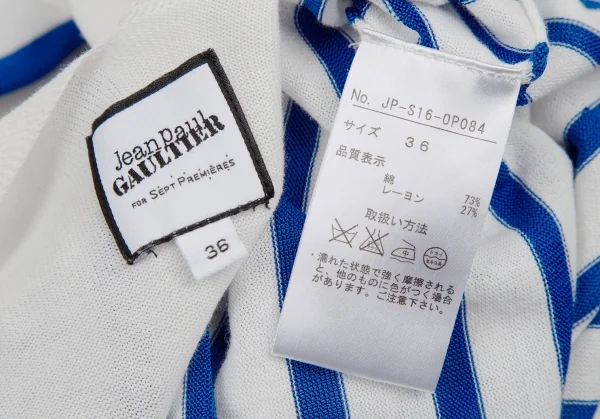 Jean Paul
GAULTIER
FOR SEPT PREMIÈRES
36
No. JP-S16-0P084
サイズ 36
品質表示
綿 73%
レーヨン 27%
取扱い方法
・濡れた状態で強く摩擦される
と、他のものに色がつく場合
があります。ご注意下さい。